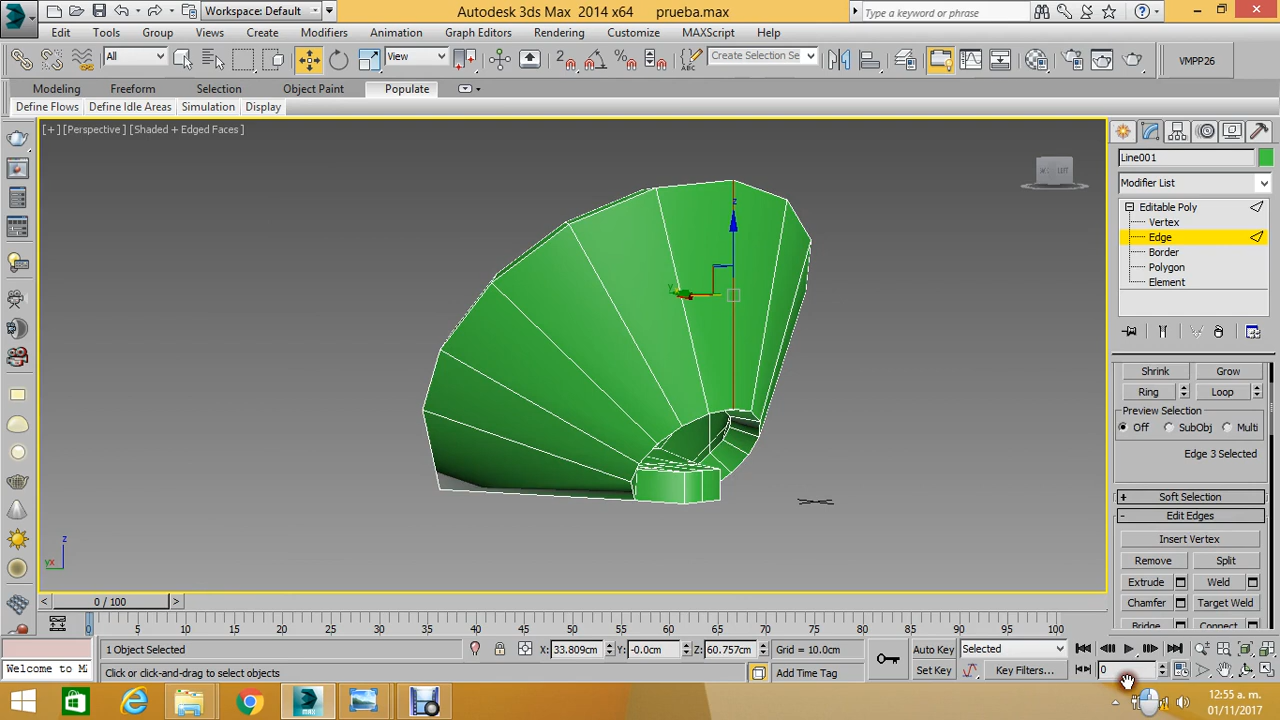 Workspace: Default
Autodesk 3ds Max 2014 x64 prueba.max
Type a keyword or phrase
Edit Tools Group Views Create Modifiers Animation Graph Editors Rendering Customize MAXScript Help
All
View
Create Selection Se
VMPP26
Modeling Freeform Selection Object Paint Populate
Define Flows Define Idle Areas Simulation Display
[+] [Perspective ] [Shaded + Edged Faces ]
z
y
Line001
Modifier List
Editable Poly
Vertex
Edge
Border
Polygon
Element
Shrink Grow
Ring Loop
Preview Selection
Off SubObj Multi
Edge 3 Selected
+ Soft Selection
- Edit Edges
Insert Vertex
Remove Split
Extrude Weld
Chamfer Target Weld
Bridge Connect
z
yx
< 0 / 100 >
0 5 10 15 20 25 30 35 40 45 50 55 60 65 70 75 80 85 90 95 100
1 Object Selected
X: 33.809cm Y: -0.0cm Z: 60.757cm
Grid = 10.0cm
Auto Key Selected
Welcome to M
Click or click-and-drag to select objects
Add Time Tag
Set Key Key Filters...
0
MAX
12:55 a. m.
01/11/2017